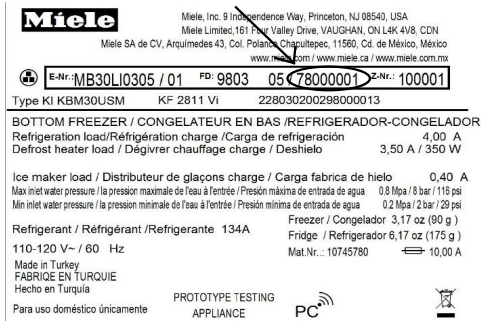 Miele
Miele, Inc. 9 Independence Way, Princeton, NJ 08540, USA
Miele Limited,161 Four Valley Drive, VAUGHAN, ON L4K 4V8, CDN
Miele SA de CV, Arquímedes 43, Col. Polanco Chapultepec, 11560, Cd. de México, México
www.miele.com / www.miele.ca / www.miele.com.mx
E-Nr.: MB30LI0305 / 01 FD: 9803 05 78000001 Z-Nr.: 100001
Type KI KBM30USM KF 2811 Vi 228030200298000013
BOTTOM FREEZER / CONGELATEUR EN BAS /REFRIGERADOR-CONGELADOR
Refrigeration load/Réfrigération charge /Carga de refrigeración 4,00 A
Defrost heater load / Dégivrer chauffage charge / Deshielo 3,50 A / 350 W
Ice maker load / Distributeur de glaçons charge / Carga fabrica de hielo 0,40 A
Max inlet water pressure / la pression maximale de l'eau à l'entrée / Presión máxima de entrada de agua 0,8 Mpa / 8 bar / 116 psi
Min inlet water pressure / la pression minimale de l'eau à l'entrée / Presión mínima de entrada de agua 0.2 Mpa / 2 bar / 29 psi
Freezer / Congelador 3,17 oz (90 g )
Refrigerant / Réfrigérant /Refrigerante 134A
Fridge / Refrigerador 6,17 oz (175 g )
110-120 V~ / 60 Hz
Mat.Nr..: 10745780 10,00 A
Made in Turkey
FABRIQE EN TURQUIE
Hecho en Turquía
Para uso doméstico únicamente
PROTOTYPE TESTING
APPLIANCE
PC